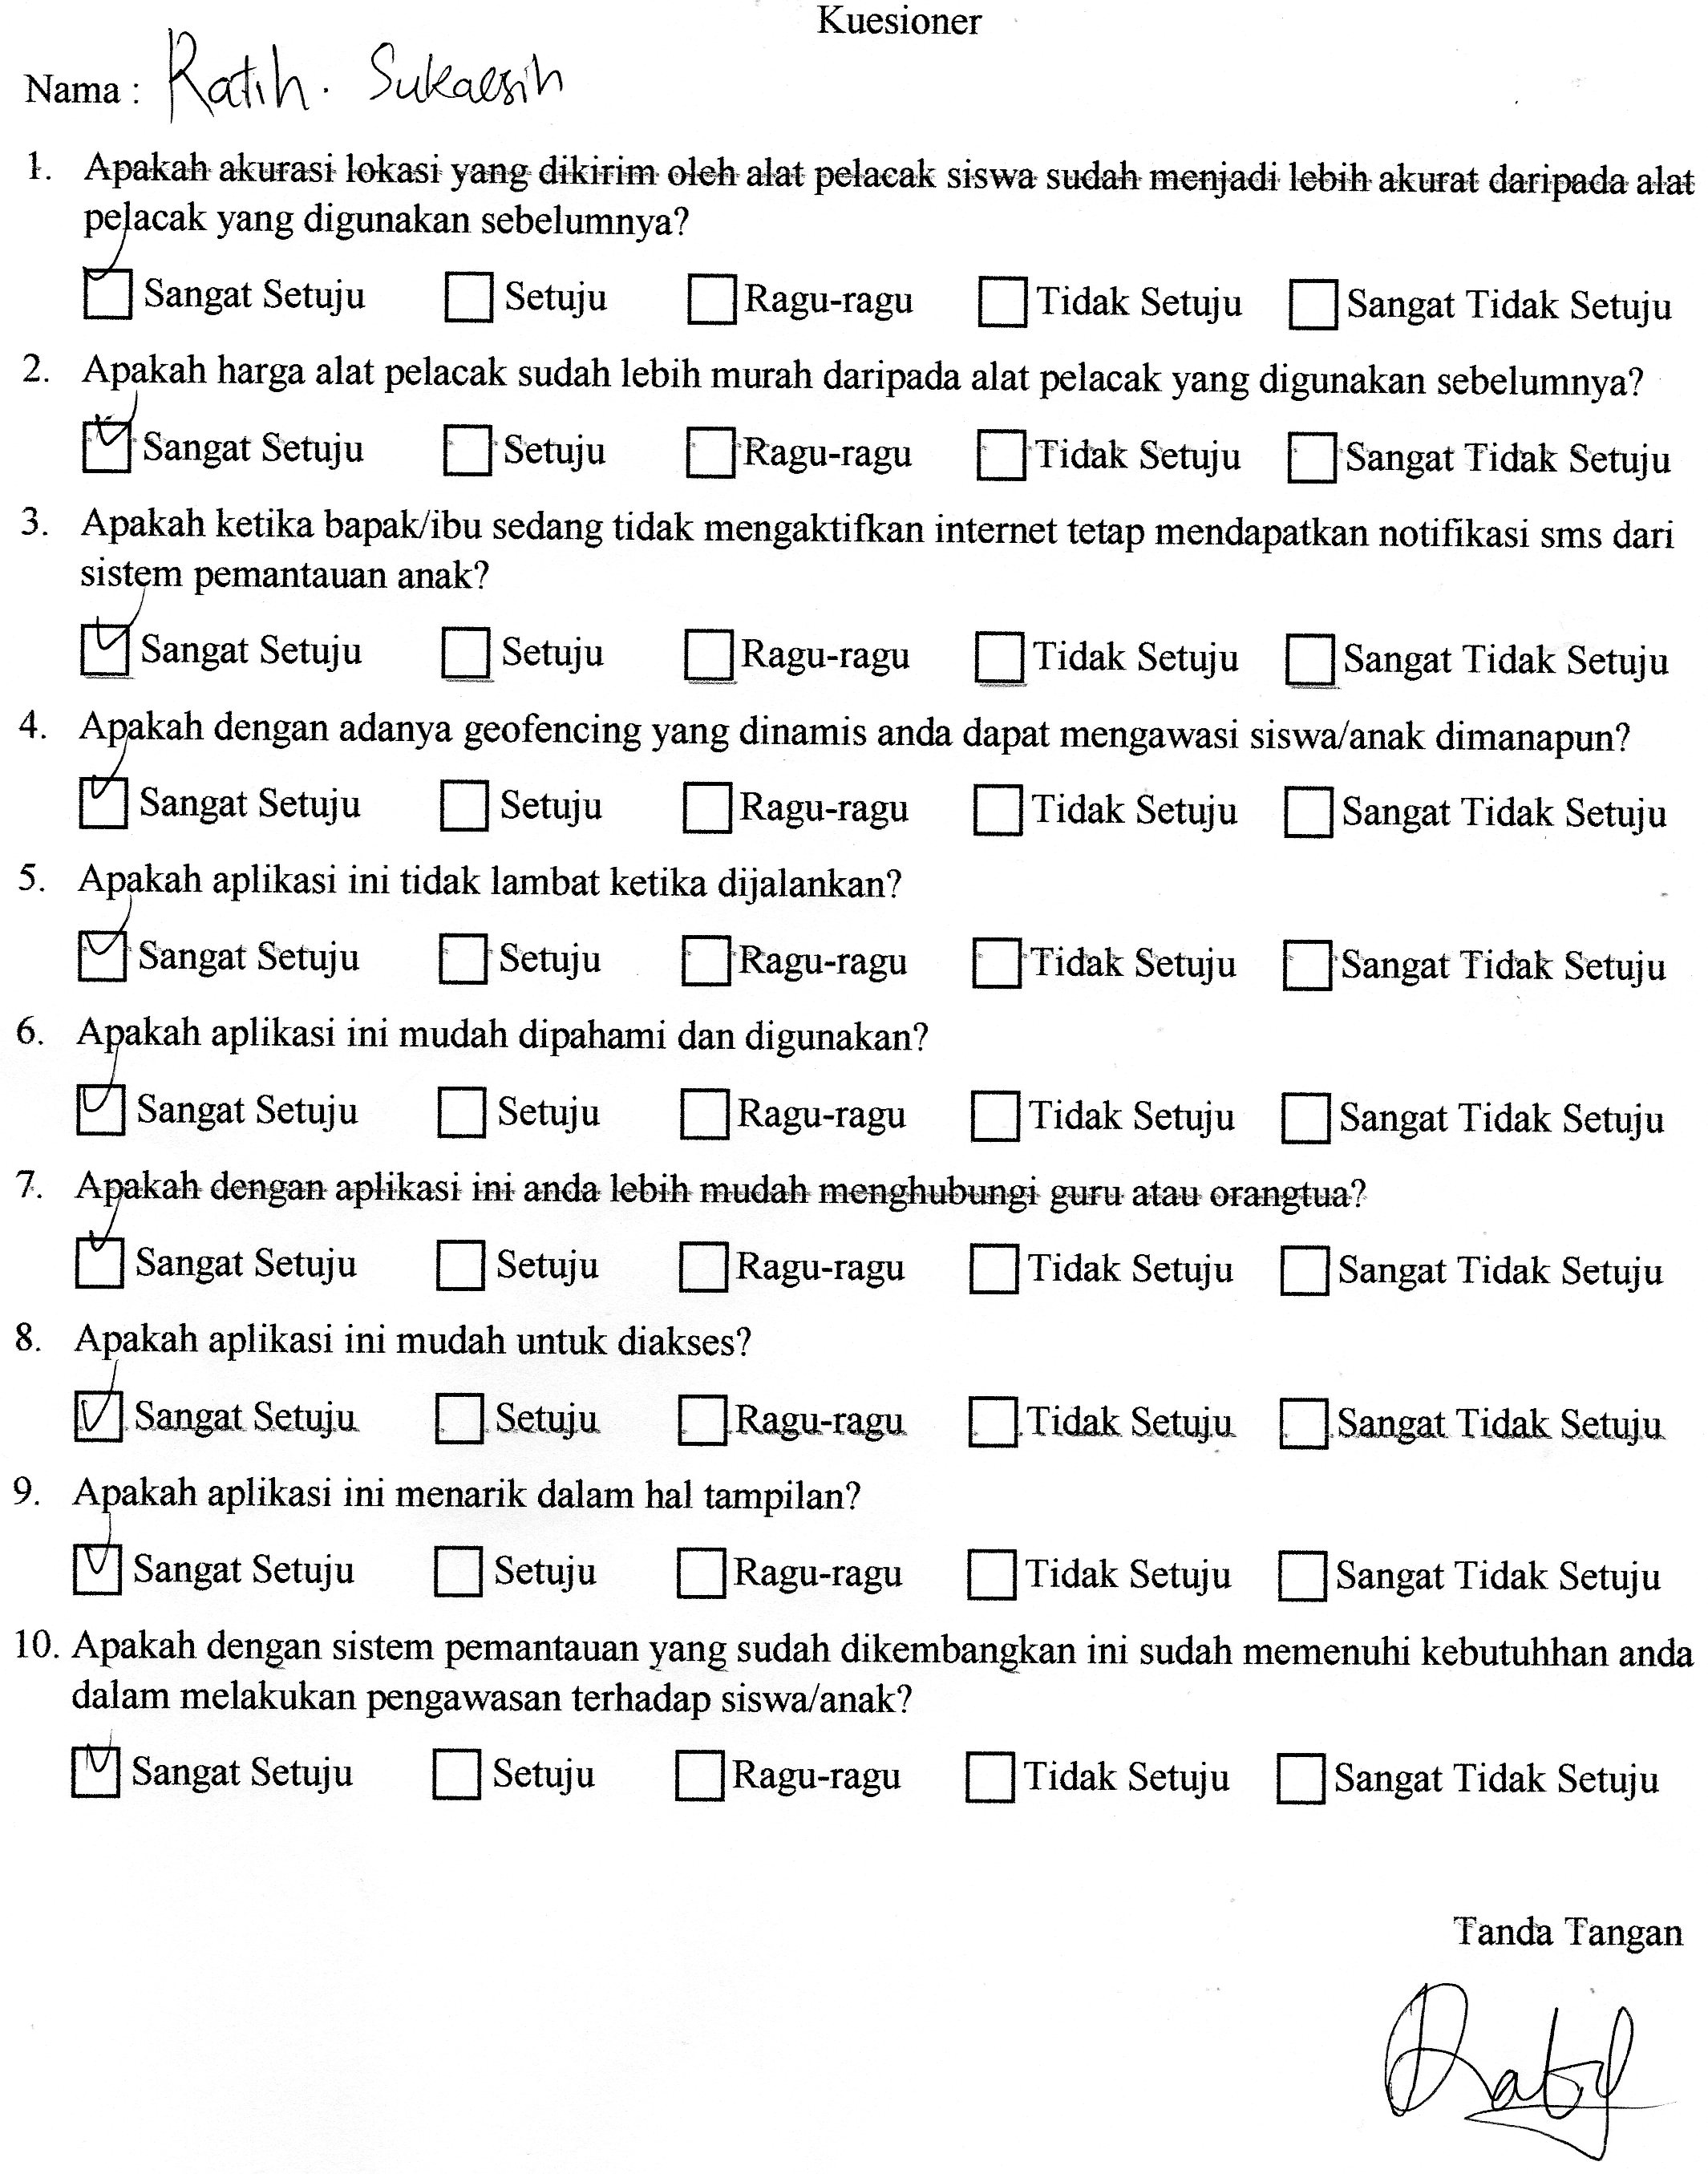 Kuesioner
Nama : Ratih. Sukaesih
1. Apakah akurasi lokasi yang dikirim oleh alat pelacak siswa sudah menjadi lebih akurat daripada alat
pelacak yang digunakan sebelumnya?
☑ Sangat Setuju ☐ Setuju ☐ Ragu-ragu ☐ Tidak Setuju ☐ Sangat Tidak Setuju
2. Apakah harga alat pelacak sudah lebih murah daripada alat pelacak yang digunakan sebelumnya?
☑ Sangat Setuju ☐ Setuju ☐ Ragu-ragu ☐ Tidak Setuju ☐ Sangat Tidak Setuju
3. Apakah ketika bapak/ibu sedang tidak mengaktifkan internet tetap mendapatkan notifikasi sms dari
sistem pemantauan anak?
☑ Sangat Setuju ☐ Setuju ☐ Ragu-ragu ☐ Tidak Setuju ☐ Sangat Tidak Setuju
4. Apakah dengan adanya geofencing yang dinamis anda dapat mengawasi siswa/anak dimanapun?
☑ Sangat Setuju ☐ Setuju ☐ Ragu-ragu ☐ Tidak Setuju ☐ Sangat Tidak Setuju
5. Apakah aplikasi ini tidak lambat ketika dijalankan?
☑ Sangat Setuju ☐ Setuju ☐ Ragu-ragu ☐ Tidak Setuju ☐ Sangat Tidak Setuju
6. Apakah aplikasi ini mudah dipahami dan digunakan?
☑ Sangat Setuju ☐ Setuju ☐ Ragu-ragu ☐ Tidak Setuju ☐ Sangat Tidak Setuju
7. Apakah dengan aplikasi ini anda lebih mudah menghubungi guru atau orangtua?
☑ Sangat Setuju ☐ Setuju ☐ Ragu-ragu ☐ Tidak Setuju ☐ Sangat Tidak Setuju
8. Apakah aplikasi ini mudah untuk diakses?
☑ Sangat Setuju ☐ Setuju ☐ Ragu-ragu ☐ Tidak Setuju ☐ Sangat Tidak Setuju
9. Apakah aplikasi ini menarik dalam hal tampilan?
☑ Sangat Setuju ☐ Setuju ☐ Ragu-ragu ☐ Tidak Setuju ☐ Sangat Tidak Setuju
10. Apakah dengan sistem pemantauan yang sudah dikembangkan ini sudah memenuhi kebutuhhan anda
dalam melakukan pengawasan terhadap siswa/anak?
☑ Sangat Setuju ☐ Setuju ☐ Ragu-ragu ☐ Tidak Setuju ☐ Sangat Tidak Setuju
Tanda Tangan